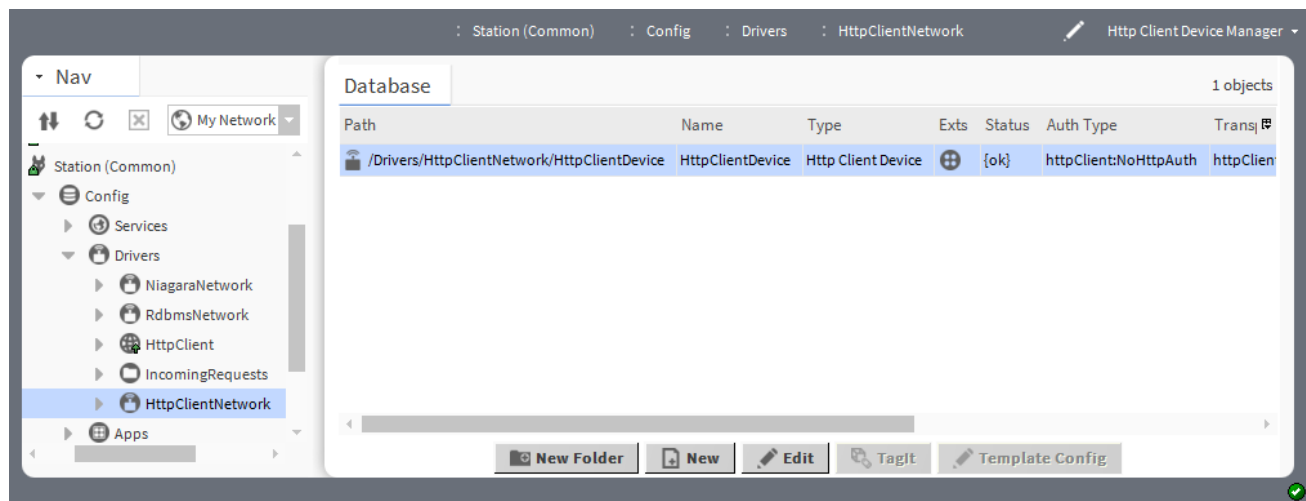 : Station (Common) : Config : Drivers : HttpClientNetwork Http Client Device Manager
Nav
My Network
Station (Common)
Config
Services
Drivers
NiagaraNetwork
RdbmsNetwork
HttpClient
IncomingRequests
HttpClientNetwork
Apps
Database 1 objects
Path Name Type Exts Status Auth Type Trans
/Drivers/HttpClientNetwork/HttpClientDevice HttpClientDevice Http Client Device {ok} httpClient:NoHttpAuth httpClien
New Folder New Edit TagIt Template Config